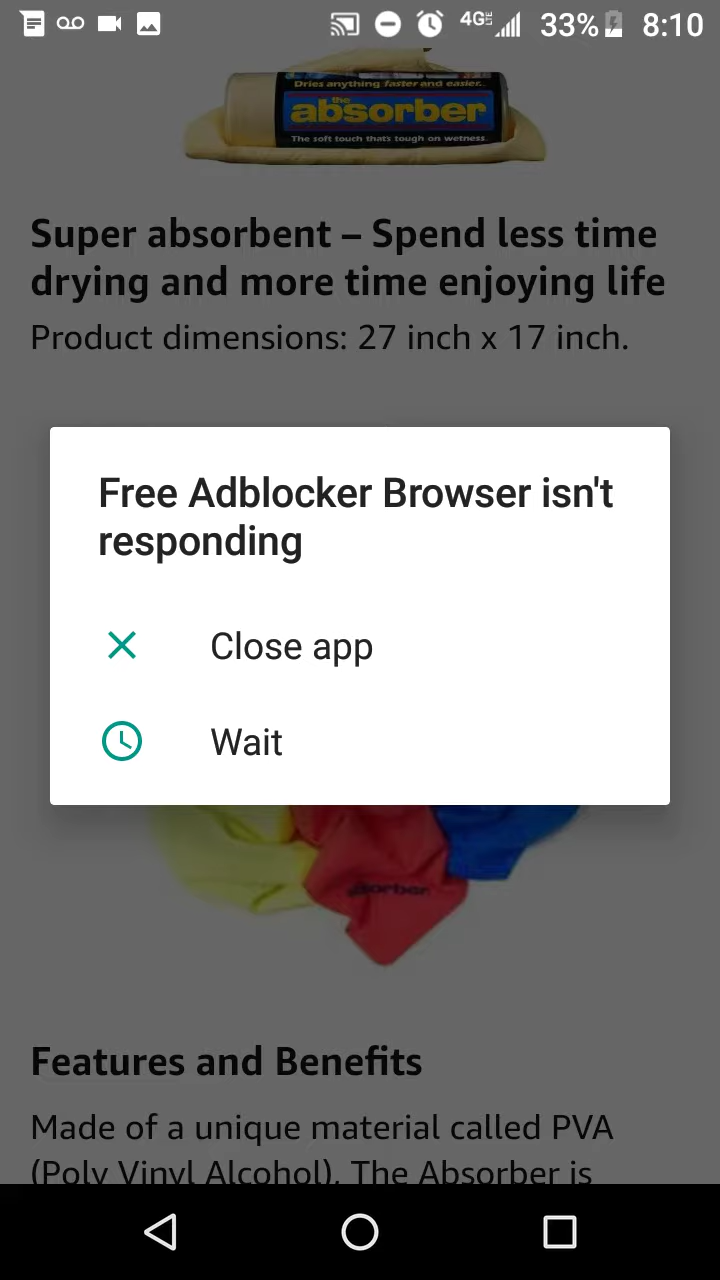 4G LTE 33% 8:10
Dries anything faster and easier.
the
absorber
The soft touch that's tough on wetness.
Super absorbent – Spend less time
drying and more time enjoying life
Product dimensions: 27 inch x 17 inch.
Free Adblocker Browser isn't
responding
Close app
Wait
absorber
Features and Benefits
Made of a unique material called PVA
(Poly Vinyl Alcohol). The Absorber is